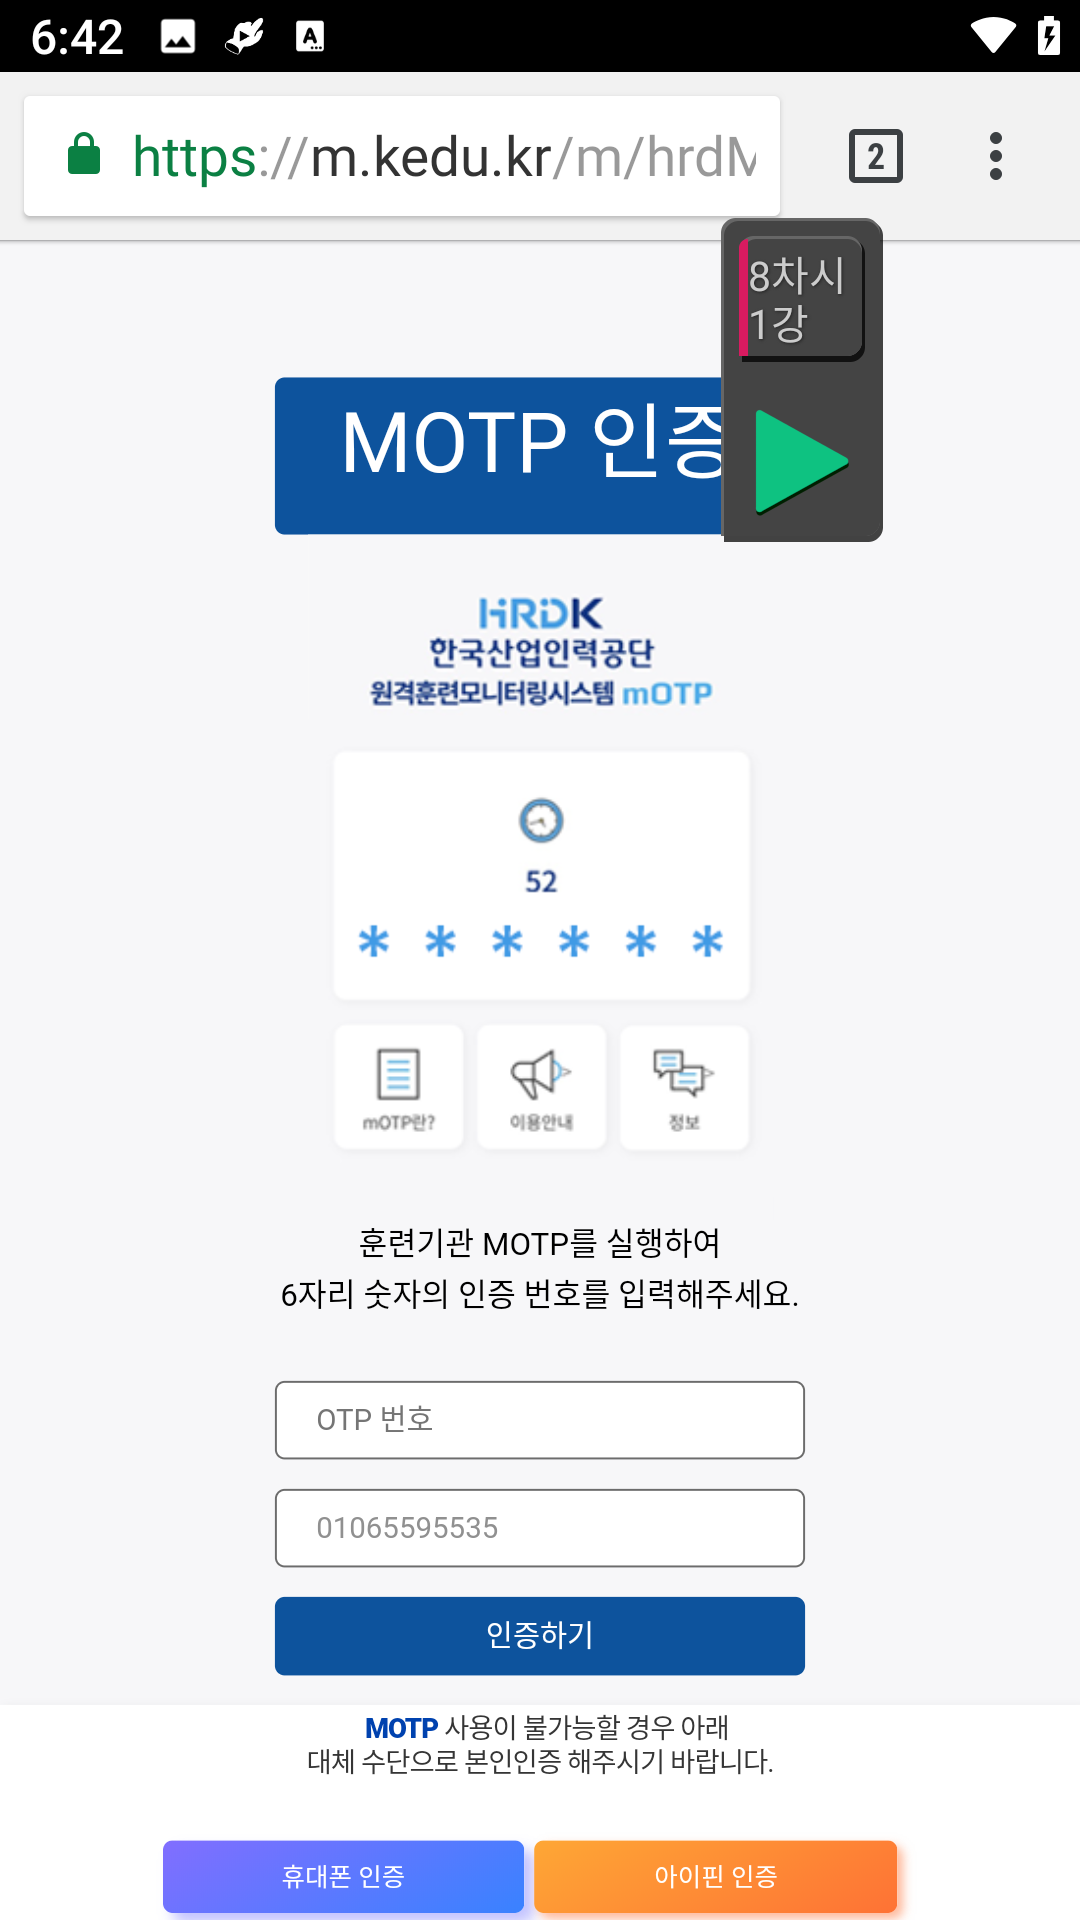 6:42
https://m.kedu.kr/m/hrdM
2
8차시
1강
MOTP 인증
HRDK
한국산업인력공단
원격훈련모니터링시스템 mOTP
52
* * * * * *
mOTP란? 이용안내 정보
훈련기관 MOTP를 실행하여
6자리 숫자의 인증 번호를 입력해주세요.
OTP 번호
01065595535
인증하기
MOTP 사용이 불가능할 경우 아래
대체 수단으로 본인인증 해주시기 바랍니다.
휴대폰 인증 아이핀 인증